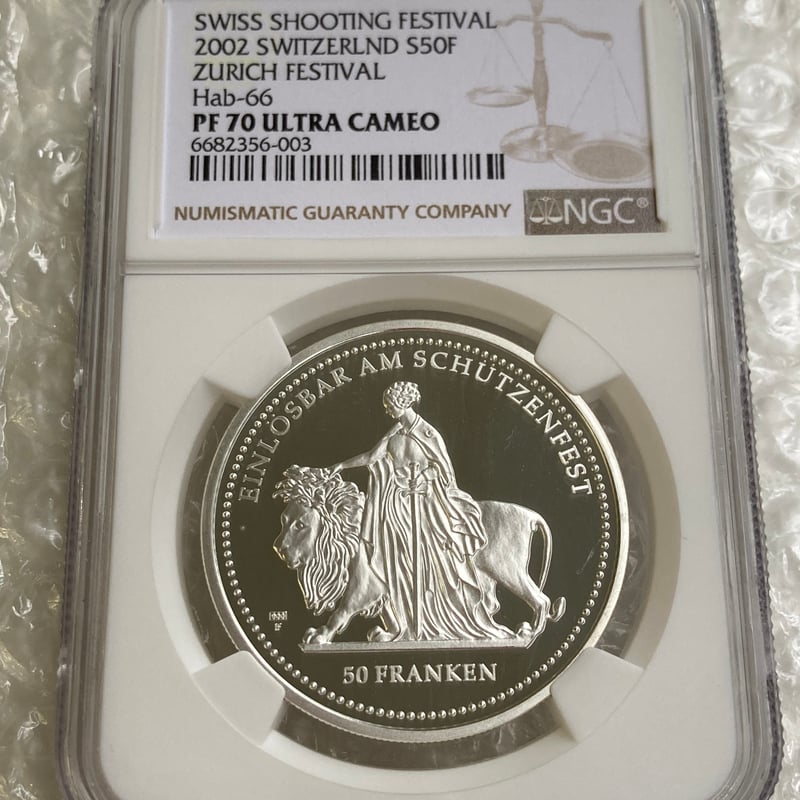 SWISS SHOOTING FESTIVAL
2002 SWITZERLND S50F
ZURICH FESTIVAL
Hab-66
PF 70 ULTRA CAMEO
6682356-003
NUMISMATIC GUARANTY COMPANY
NGC®
EINLÖSBAR AM SCHÜTZENFEST
999
F
50 FRANKEN